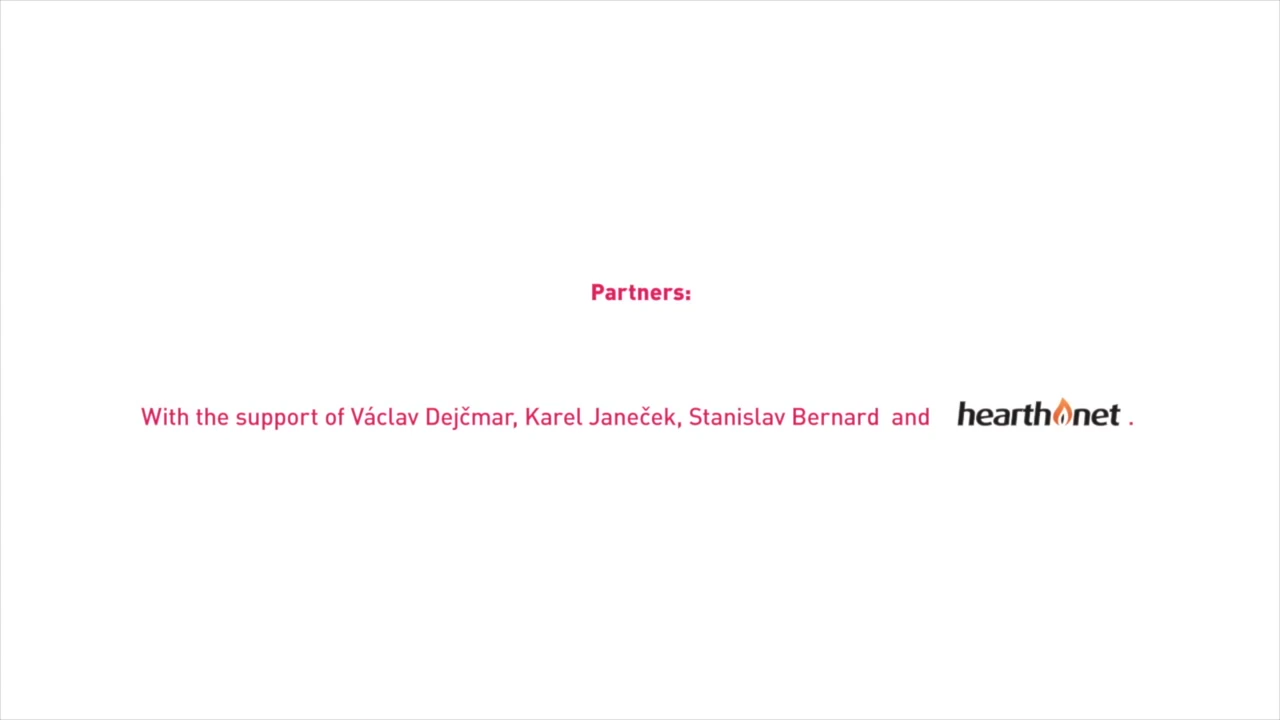 Partners:
With the support of Václav Dejčmar, Karel Janeček, Stanislav Bernard and hearth net .